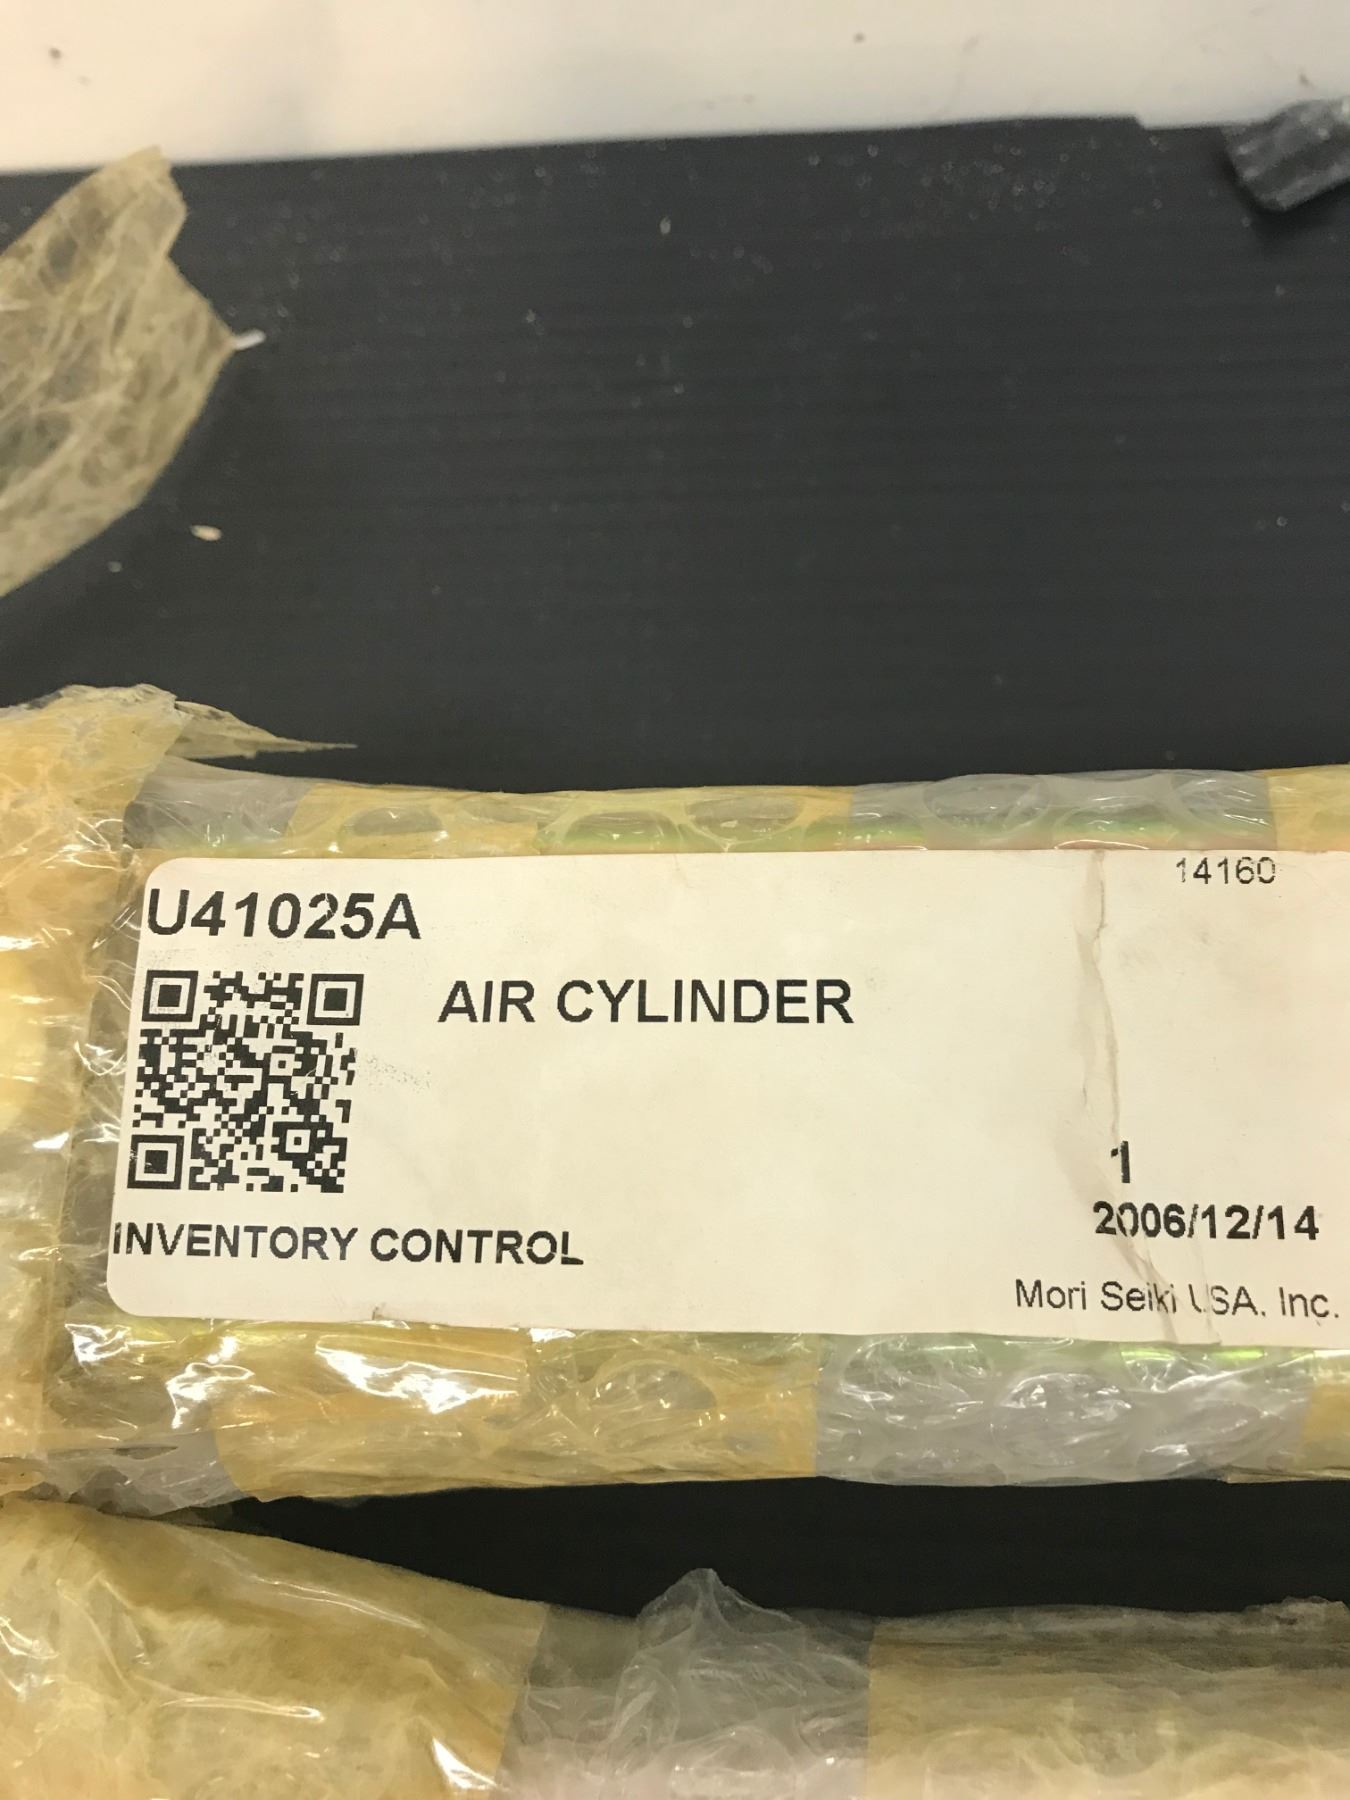 14160
U41025A
AIR CYLINDER
1
2006/12/14
INVENTORY CONTROL
Mori Seiki USA, Inc.